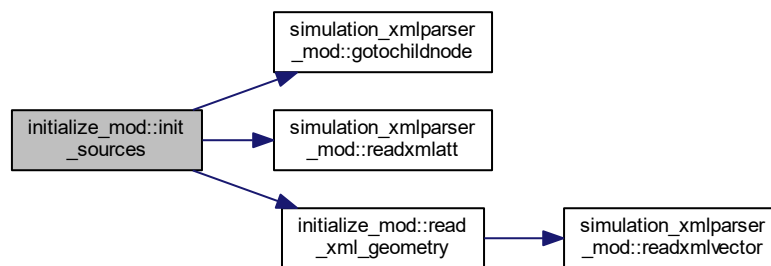 simulation_xmlparser
_mod::gotochildnode
initialize_mod::init
_sources
simulation_xmlparser
_mod::readxmlatt
initialize_mod::read
_xml_geometry
simulation_xmlparser
_mod::readxmlvector